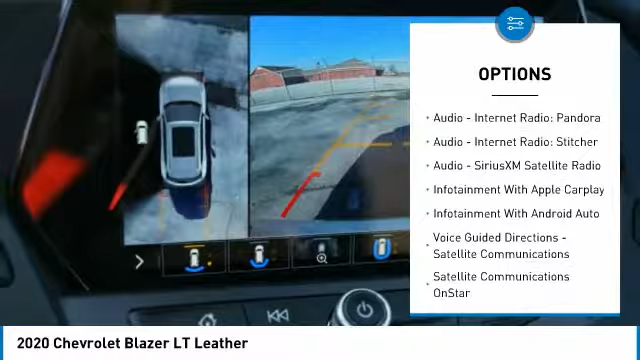 OPTIONS
Audio - Internet Radio: Pandora
Audio - Internet Radio: Stitcher
Audio - SiriusXM Satellite Radio
Infotainment With Apple Carplay
Infotainment With Android Auto
Voice Guided Directions -
Satellite Communications
Satellite Communications
OnStar
2020 Chevrolet Blazer LT Leather